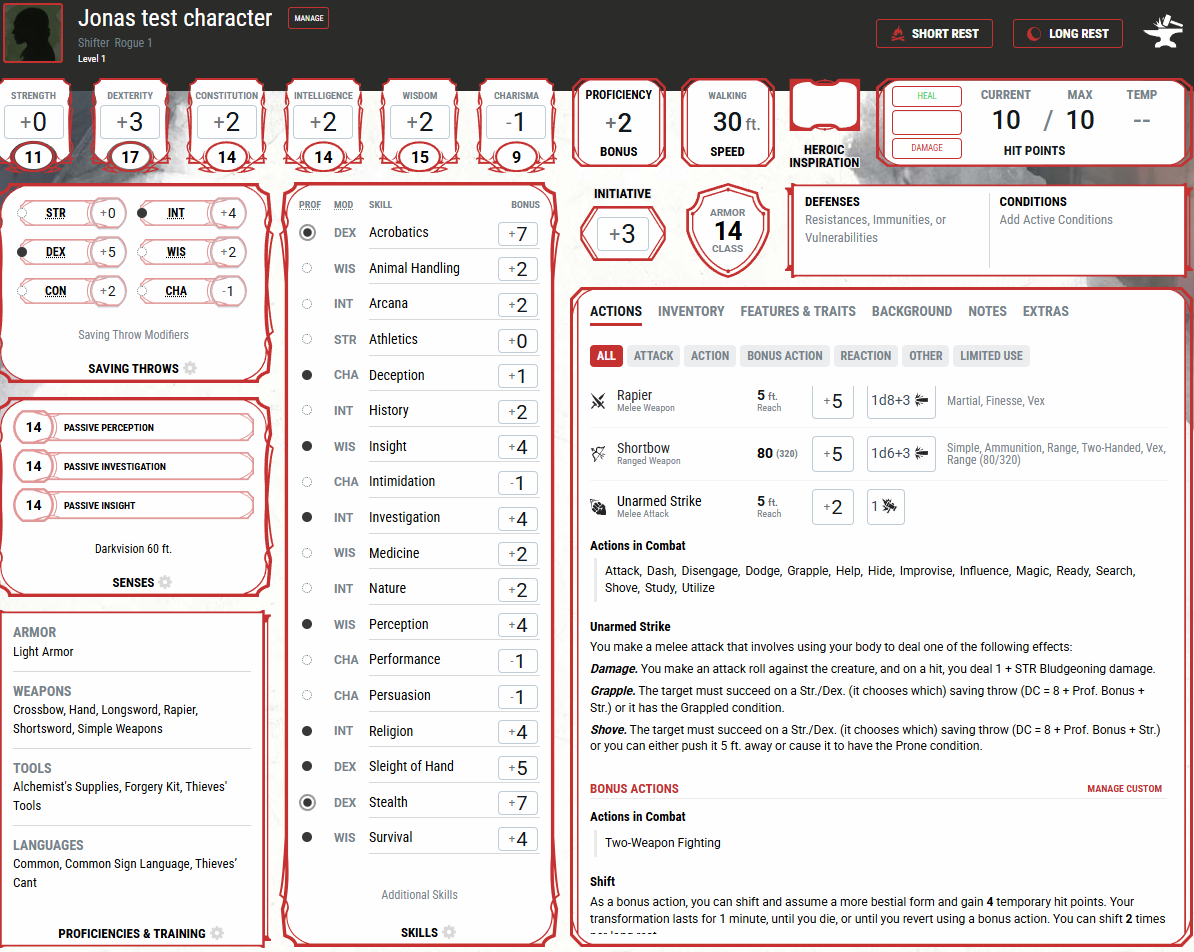 Jonas test character
MANAGE
Shifter Rogue 1
Level 1
SHORT REST
LONG REST
STRENGTH
+0
11
DEXTERITY
+3
17
CONSTITUTION
+2
14
INTELLIGENCE
+2
14
WISDOM
+2
15
CHARISMA
-1
9
PROFICIENCY
+2
BONUS
WALKING
30 ft.
SPEED
HEROIC
INSPIRATION
HEAL
DAMAGE
CURRENT MAX TEMP
10 / 10 --
HIT POINTS
STR +0
INT +4
DEX +5
WIS +2
CON +2
CHA -1
Saving Throw Modifiers
SAVING THROWS
14 PASSIVE PERCEPTION
14 PASSIVE INVESTIGATION
14 PASSIVE INSIGHT
Darkvision 60 ft.
SENSES
ARMOR
Light Armor
WEAPONS
Crossbow, Hand, Longsword, Rapier,
Shortsword, Simple Weapons
TOOLS
Alchemist's Supplies, Forgery Kit, Thieves'
Tools
LANGUAGES
Common, Common Sign Language, Thieves’
Cant
PROFICIENCIES & TRAINING
PROF MOD SKILL BONUS
DEX Acrobatics +7
WIS Animal Handling +2
INT Arcana +2
STR Athletics +0
CHA Deception +1
INT History +2
WIS Insight +4
CHA Intimidation -1
INT Investigation +4
WIS Medicine +2
INT Nature +2
WIS Perception +4
CHA Performance -1
CHA Persuasion -1
INT Religion +4
DEX Sleight of Hand +5
DEX Stealth +7
WIS Survival +4
Additional Skills
SKILLS
INITIATIVE
+3
ARMOR
14
CLASS
DEFENSES
Resistances, Immunities, or
Vulnerabilities
CONDITIONS
Add Active Conditions
ACTIONS INVENTORY FEATURES & TRAITS BACKGROUND NOTES EXTRAS
ALL ATTACK ACTION BONUS ACTION REACTION OTHER LIMITED USE
Rapier 5 ft. +5 1d8+3 Martial, Finesse, Vex
Melee Weapon Reach
Shortbow 80 (320) +5 1d6+3 Simple, Ammunition, Range, Two-Handed, Vex,
Ranged Weapon Range (80/320)
Unarmed Strike 5 ft. +2 1
Melee Attack Reach
Actions in Combat
Attack, Dash, Disengage, Dodge, Grapple, Help, Hide, Improvise, Influence, Magic, Ready, Search,
Shove, Study, Utilize
Unarmed Strike
You make a melee attack that involves using your body to deal one of the following effects:
Damage. You make an attack roll against the creature, and on a hit, you deal 1 + STR Bludgeoning damage.
Grapple. The target must succeed on a Str./Dex. (it chooses which) saving throw (DC = 8 + Prof. Bonus +
Str.) or it has the Grappled condition.
Shove. The target must succeed on a Str./Dex. (it chooses which) saving throw (DC = 8 + Prof. Bonus + Str.)
or you can either push it 5 ft. away or cause it to have the Prone condition.
BONUS ACTIONS
MANAGE CUSTOM
Actions in Combat
Two-Weapon Fighting
Shift
As a bonus action, you can shift and assume a more bestial form and gain 4 temporary hit points. Your
transformation lasts for 1 minute, until you die, or until you revert using a bonus action. You can shift 2 times
per long rest